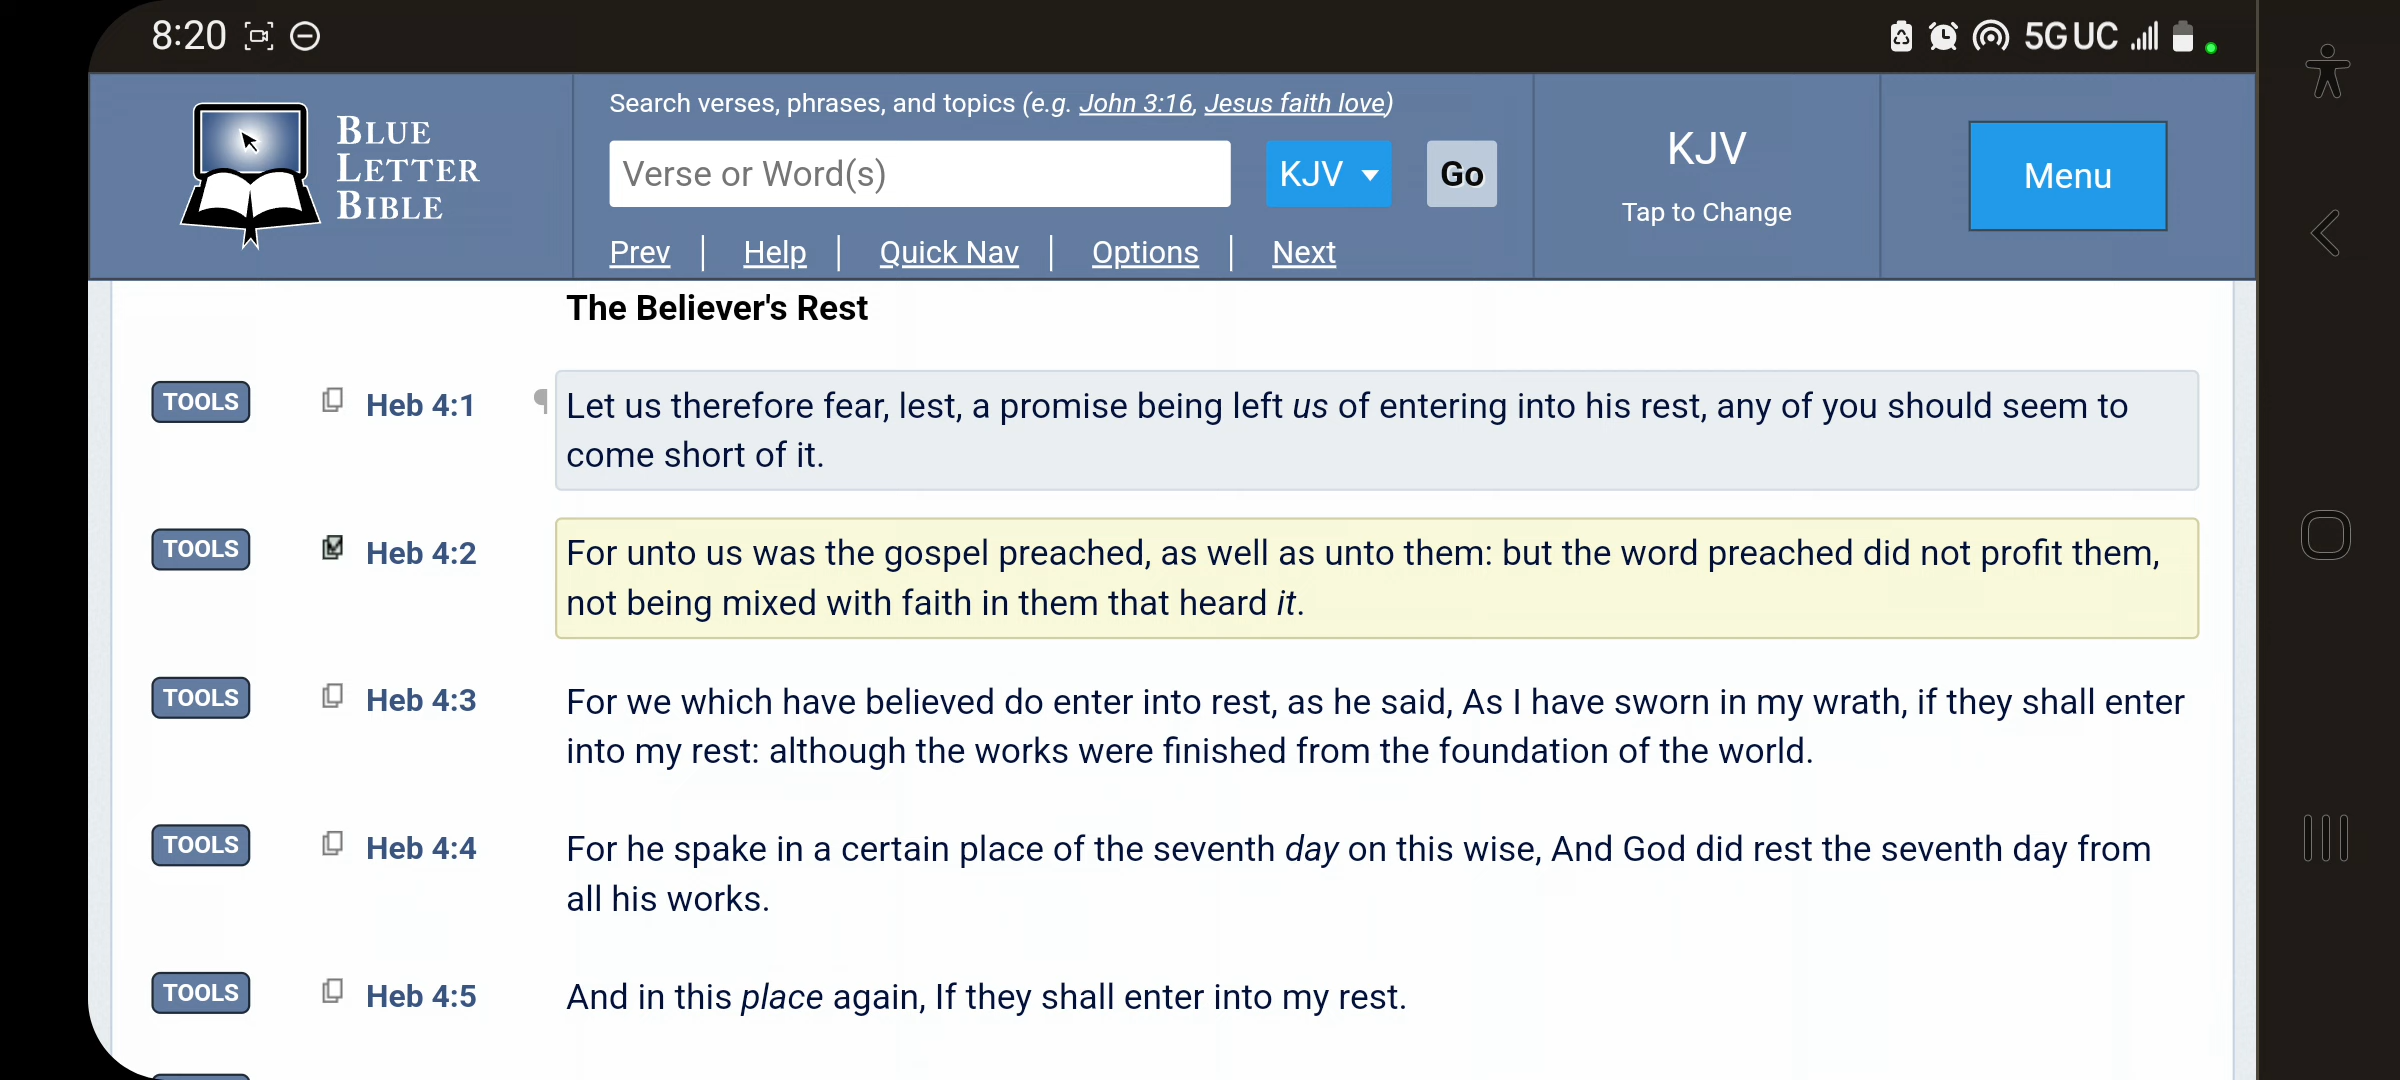 8:20
5G UC
BLUE
LETTER
BIBLE
Search verses, phrases, and topics (e.g. John 3:16, Jesus faith love)
Verse or Word(s)
KJV
Go
Prev | Help | Quick Nav | Options | Next
KJV
Tap to Change
Menu
The Believer's Rest
TOOLS Heb 4:1 ¶ Let us therefore fear, lest, a promise being left us of entering into his rest, any of you should seem to
come short of it.
TOOLS Heb 4:2 For unto us was the gospel preached, as well as unto them: but the word preached did not profit them,
not being mixed with faith in them that heard it.
TOOLS Heb 4:3 For we which have believed do enter into rest, as he said, As I have sworn in my wrath, if they shall enter
into my rest: although the works were finished from the foundation of the world.
TOOLS Heb 4:4 For he spake in a certain place of the seventh day on this wise, And God did rest the seventh day from
all his works.
TOOLS Heb 4:5 And in this place again, If they shall enter into my rest.